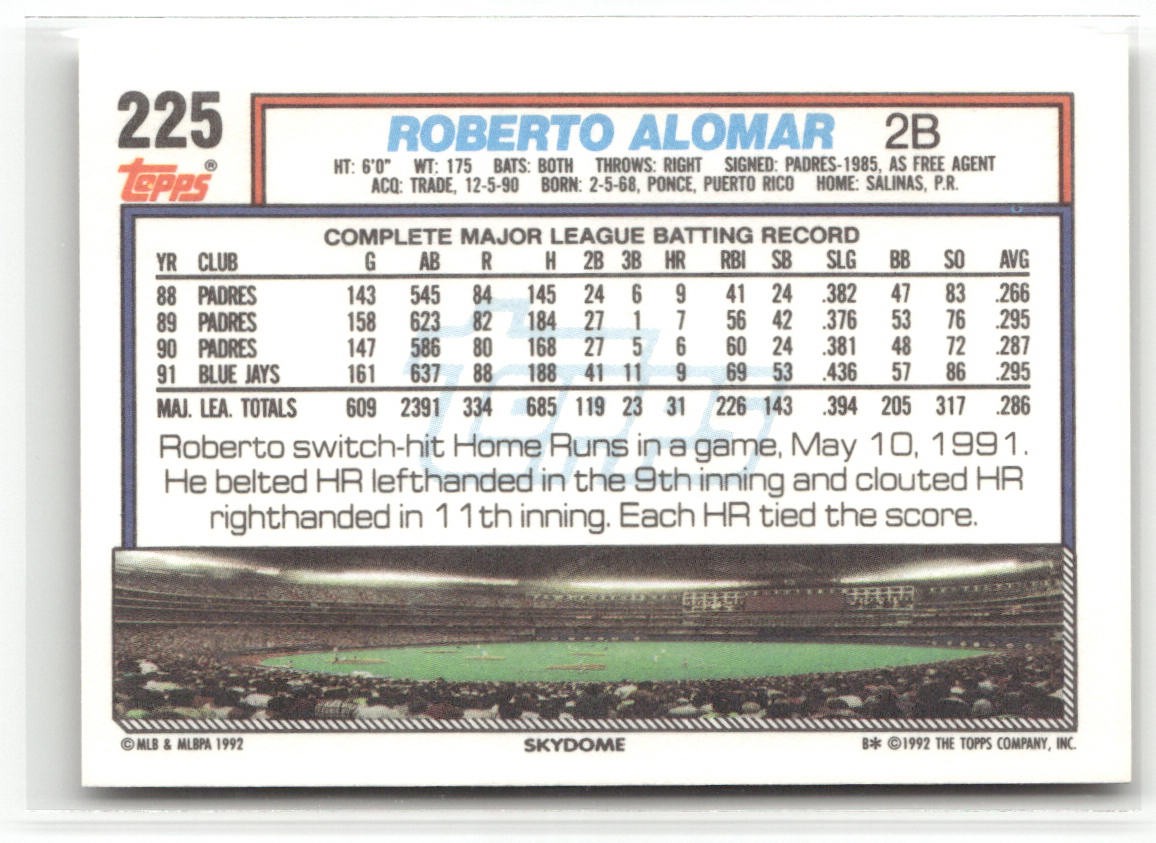 225
Topps®
ROBERTO ALOMAR 2B
HT: 6'0" WT: 175 BATS: BOTH THROWS: RIGHT SIGNED: PADRES-1985, AS FREE AGENT
ACQ: TRADE, 12-5-90 BORN: 2-5-68, PONCE, PUERTO RICO HOME: SALINAS, P.R.
COMPLETE MAJOR LEAGUE BATTING RECORD
YR CLUB G AB R H 2B 3B HR RBI SB SLG BB SO AVG
88 PADRES 143 545 84 145 24 6 9 41 24 .382 47 83 .266
89 PADRES 158 623 82 184 27 1 7 56 42 .376 53 76 .295
90 PADRES 147 586 80 168 27 5 6 60 24 .381 48 72 .287
91 BLUE JAYS 161 637 88 188 41 11 9 69 53 .436 57 86 .295
MAJ. LEA. TOTALS 609 2391 334 685 119 23 31 226 143 .394 205 317 .286
Topps
Roberto switch-hit Home Runs in a game, May 10, 1991.
He belted HR lefthanded in the 9th inning and clouted HR
righthanded in 11th inning. Each HR tied the score.
© MLB & MLBPA 1992 SKYDOME B* © 1992 THE TOPPS COMPANY, INC.